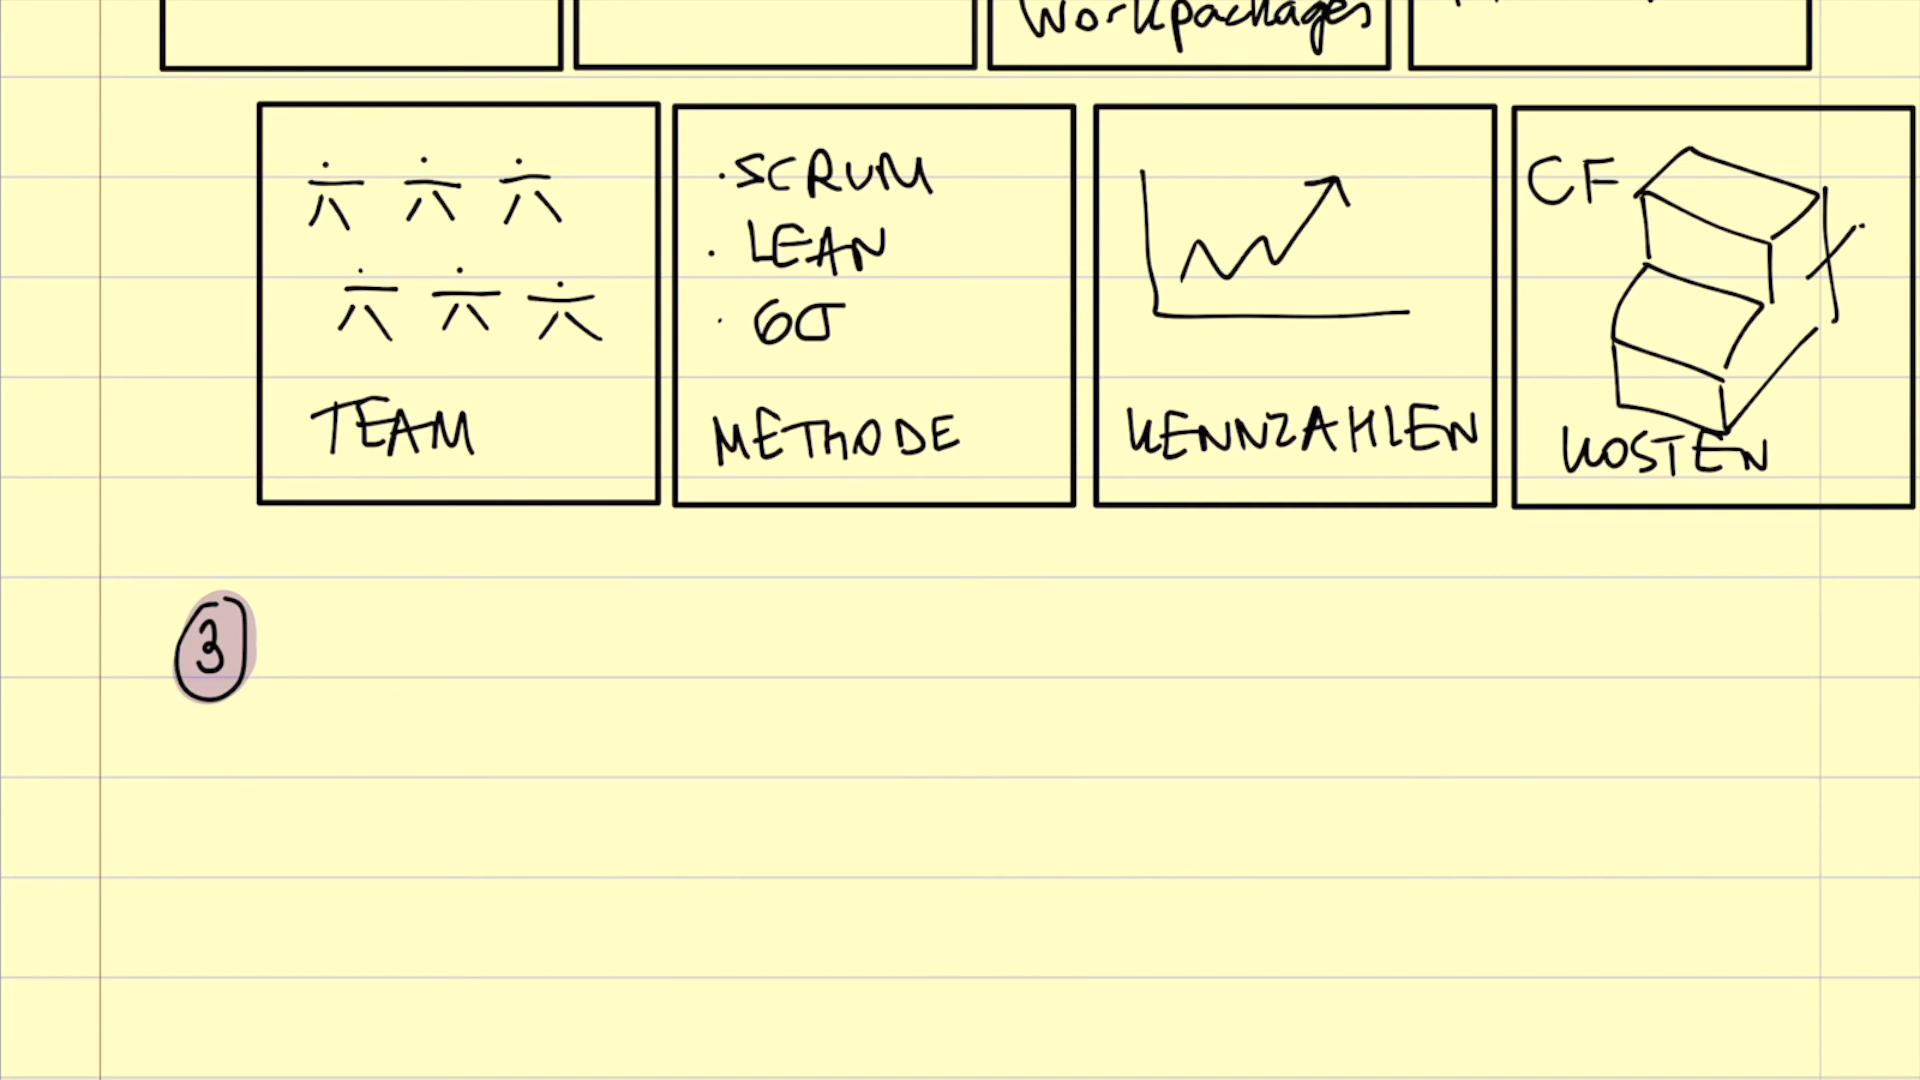 Workpackages
· SCRUM
· LEAN
· 6σ
CF
TEAM
METHODE
KENNZAHLEN
KOSTEN
3